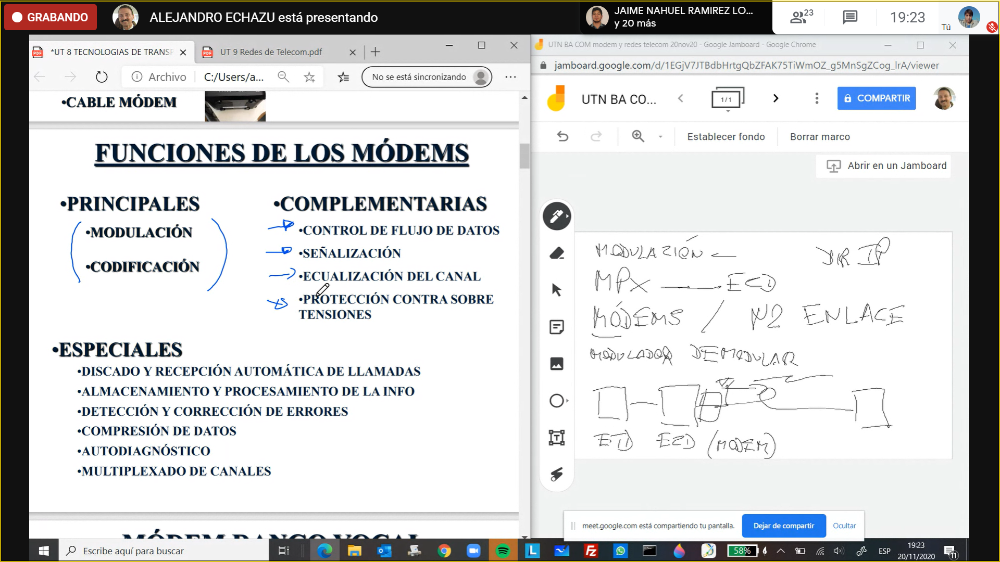 GRABANDO
ALEJANDRO ECHAZU está presentando
JAIME NAHUEL RAMIREZ LO...
y 20 más
23
19:23
Tú
*UT 8 TECNOLOGIAS DE TRANSF
UT 9 Redes de Telecom.pdf
Archivo
C:/Users/a...
No se está sincronizando
•CABLE MÓDEM
FUNCIONES DE LOS MÓDEMS
•PRINCIPALES
•MODULACIÓN
•CODIFICACIÓN
•COMPLEMENTARIAS
•CONTROL DE FLUJO DE DATOS
•SEÑALIZACIÓN
•ECUALIZACIÓN DEL CANAL
•PROTECCIÓN CONTRA SOBRE
TENSIONES
•ESPECIALES
•DISCADO Y RECEPCIÓN AUTOMÁTICA DE LLAMADAS
•ALMACENAMIENTO Y PROCESAMIENTO DE LA INFO
•DETECCIÓN Y CORRECCIÓN DE ERRORES
•COMPRESIÓN DE DATOS
•AUTODIAGNÓSTICO
•MULTIPLEXADO DE CANALES
MÓDEM RANGO VOCAL
UTN BA COM modem y redes telecom 20nov20 - Google Jamboard - Google Chrome
jamboard.google.com/d/1EGjV7JTBdbHrtgQbZFAK75TiWmOZ_g5MnSgZCog_lrA/viewer
UTN BA CO...
1/1
COMPARTIR
Establecer fondo
Borrar marco
Abrir en un Jamboard
MODULAZIÓN
MPX ECD
MÓDEMS / N2 ENLACE
MODULADOR DEMODULAR
ETD ECD (MODEM)
meet.google.com está compartiendo tu pantalla.
Dejar de compartir
Ocultar
Escribe aquí para buscar
58%
ESP
19:23
20/11/2020
11